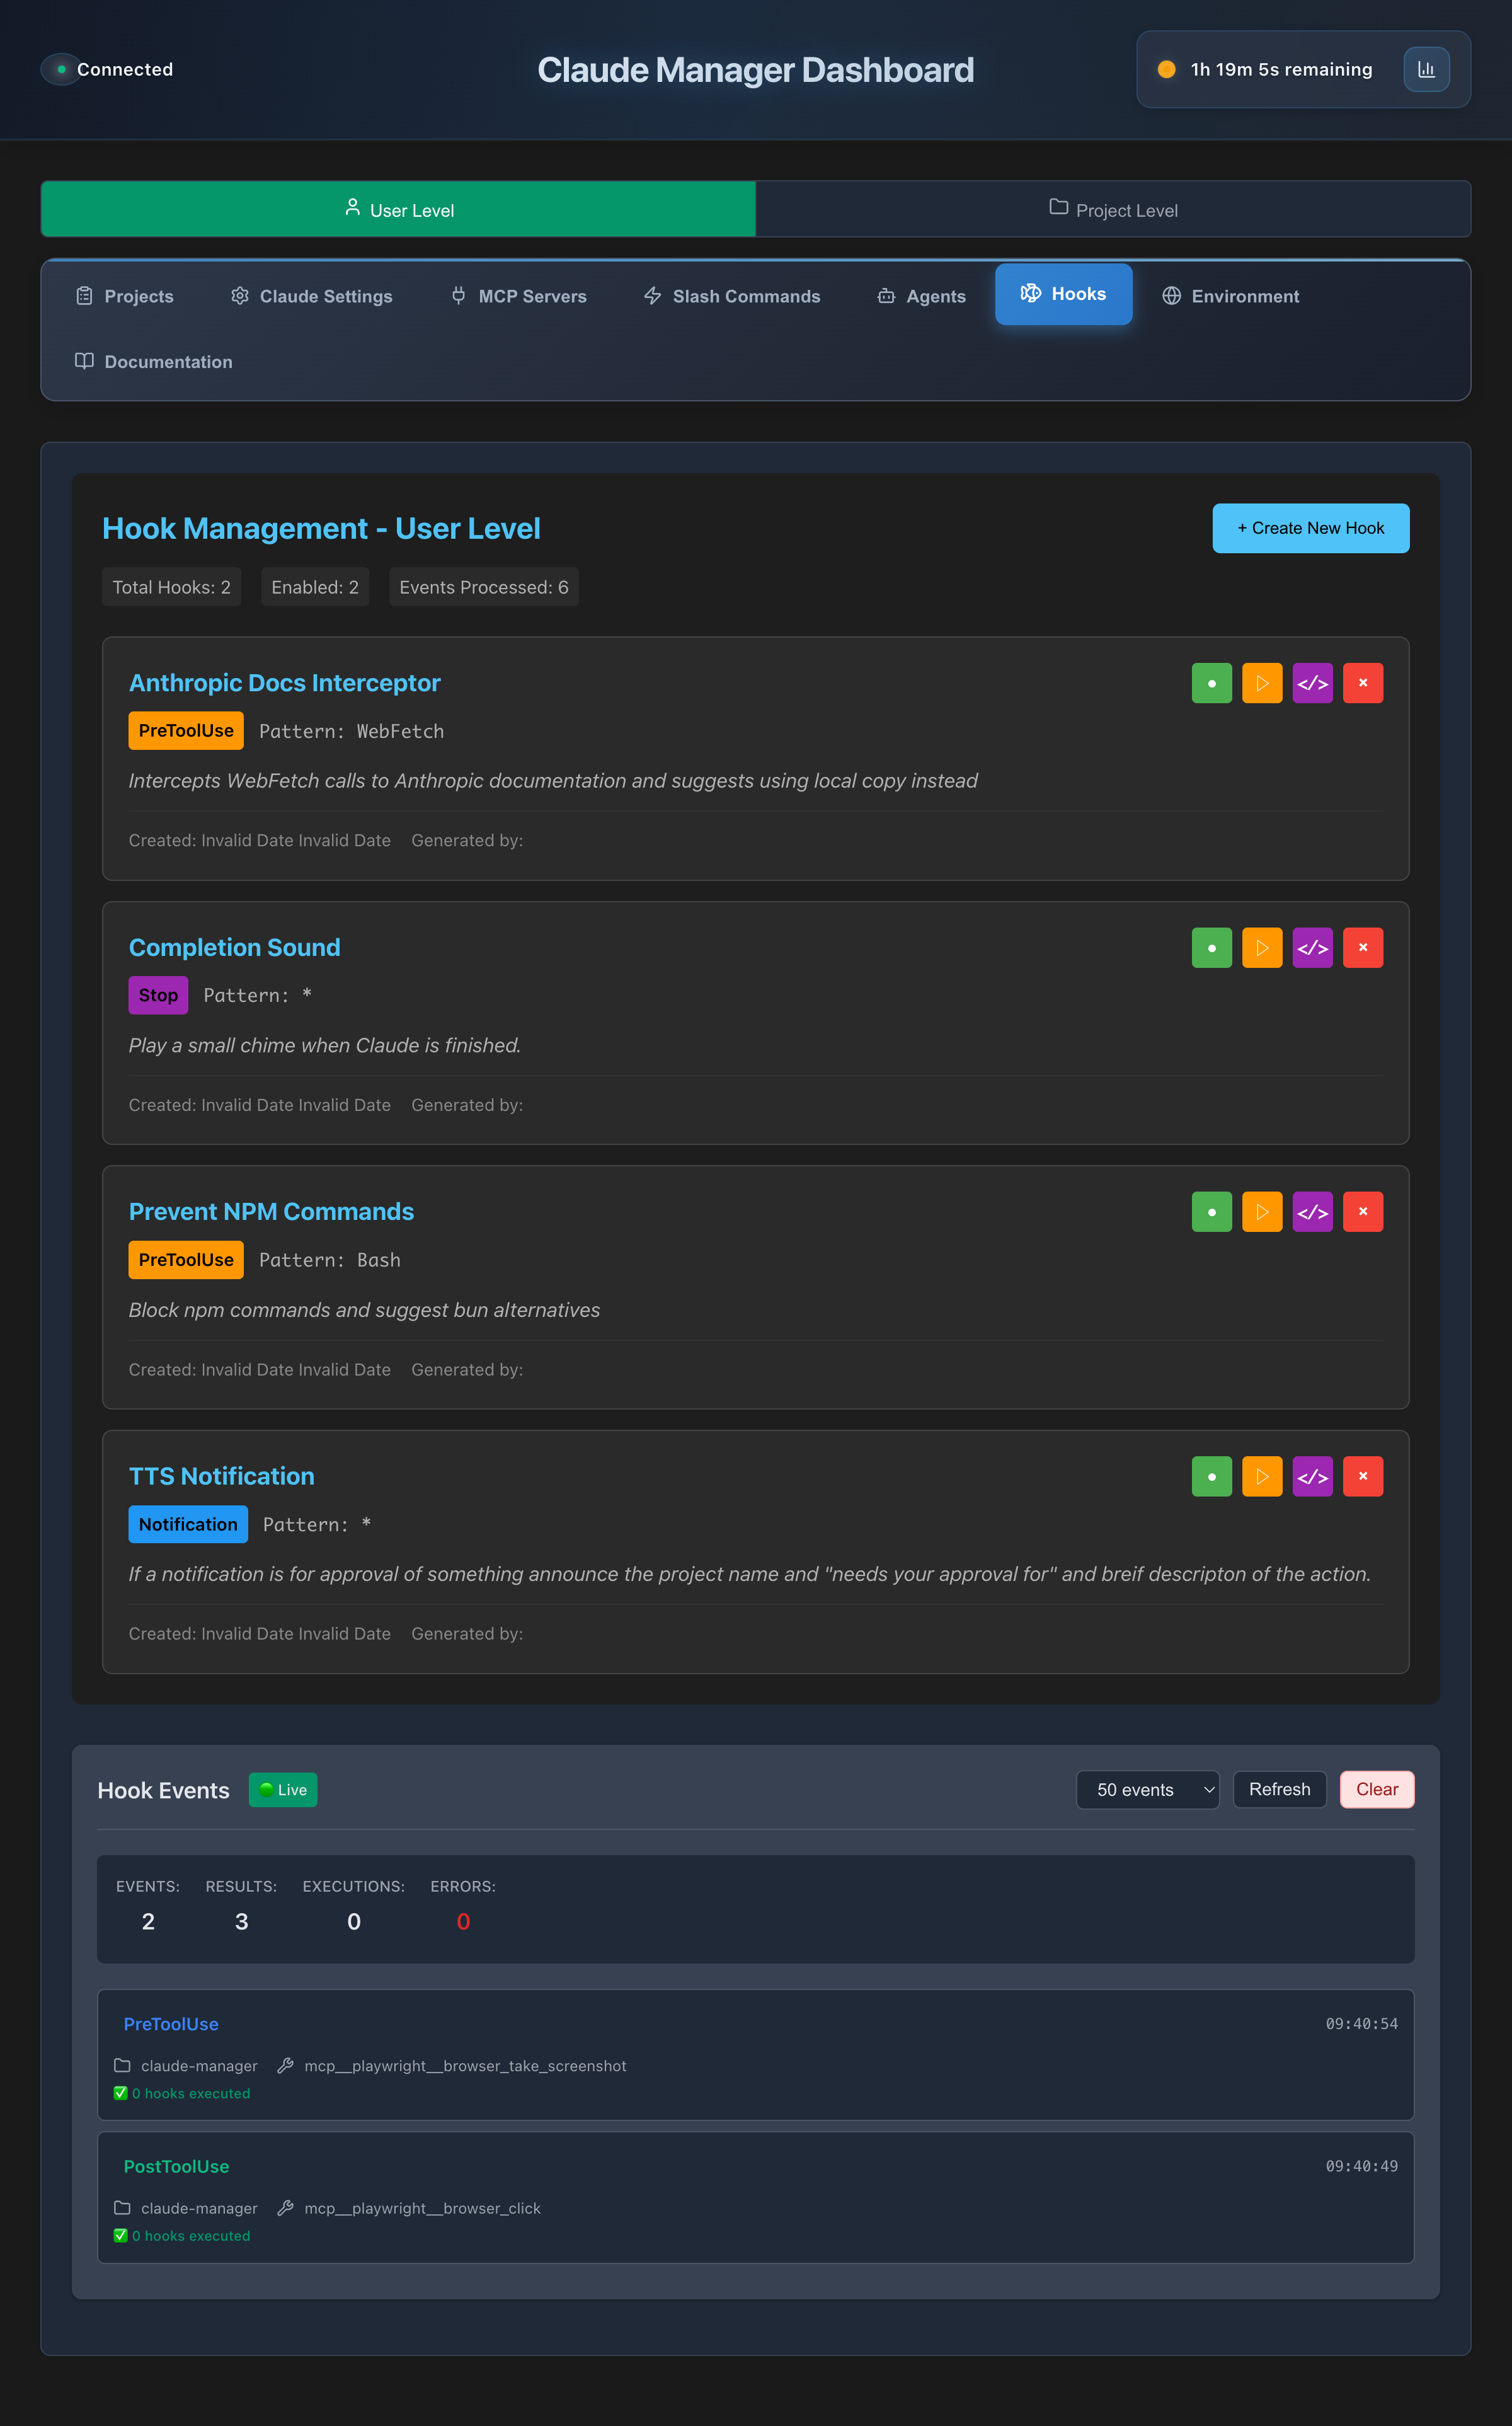 Connected
Claude Manager Dashboard
1h 19m 5s remaining
User Level
Project Level
Projects
Claude Settings
MCP Servers
Slash Commands
Agents
Hooks
Environment
Documentation
Hook Management - User Level
+ Create New Hook
Total Hooks: 2
Enabled: 2
Events Processed: 6
Anthropic Docs Interceptor
</>
×
PreToolUse
Pattern: WebFetch
Intercepts WebFetch calls to Anthropic documentation and suggests using local copy instead
Created: Invalid Date Invalid Date
Generated by:
Completion Sound
</>
×
Stop
Pattern: *
Play a small chime when Claude is finished.
Created: Invalid Date Invalid Date
Generated by:
Prevent NPM Commands
</>
×
PreToolUse
Pattern: Bash
Block npm commands and suggest bun alternatives
Created: Invalid Date Invalid Date
Generated by:
TTS Notification
</>
×
Notification
Pattern: *
If a notification is for approval of something announce the project name and "needs your approval for" and breif descripton of the action.
Created: Invalid Date Invalid Date
Generated by:
Hook Events
Live
50 events
Refresh
Clear
EVENTS:
RESULTS:
EXECUTIONS:
ERRORS:
2
3
0
0
PreToolUse
09:40:54
claude-manager
mcp__playwright__browser_take_screenshot
✅ 0 hooks executed
PostToolUse
09:40:49
claude-manager
mcp__playwright__browser_click
✅ 0 hooks executed